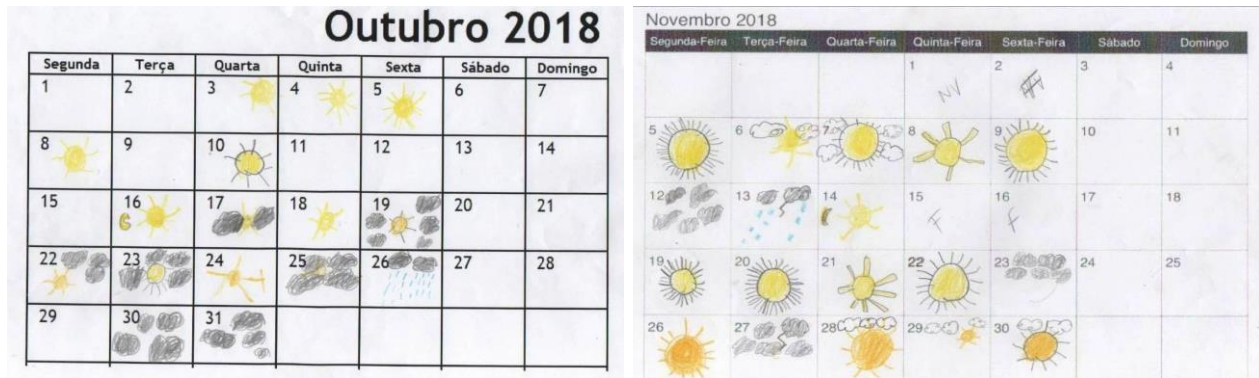 Outubro 2018
Segunda Terça Quarta Quinta Sexta Sábado Domingo
1 2 3 4 5 6 7
8 9 10 11 12 13 14
15 16 17 18 19 20 21
22 23 24 25 26 27 28
29 30 31
Novembro 2018
Segunda-Feira Terça-Feira Quarta-Feira Quinta-Feira Sexta-Feira Sábado Domingo
1 2 3 4 
NV
5 6 7 8 9 10 11
12 13 14 15 16 17 18
F F
19 20 21 22 23 24 25
26 27 28 29 30